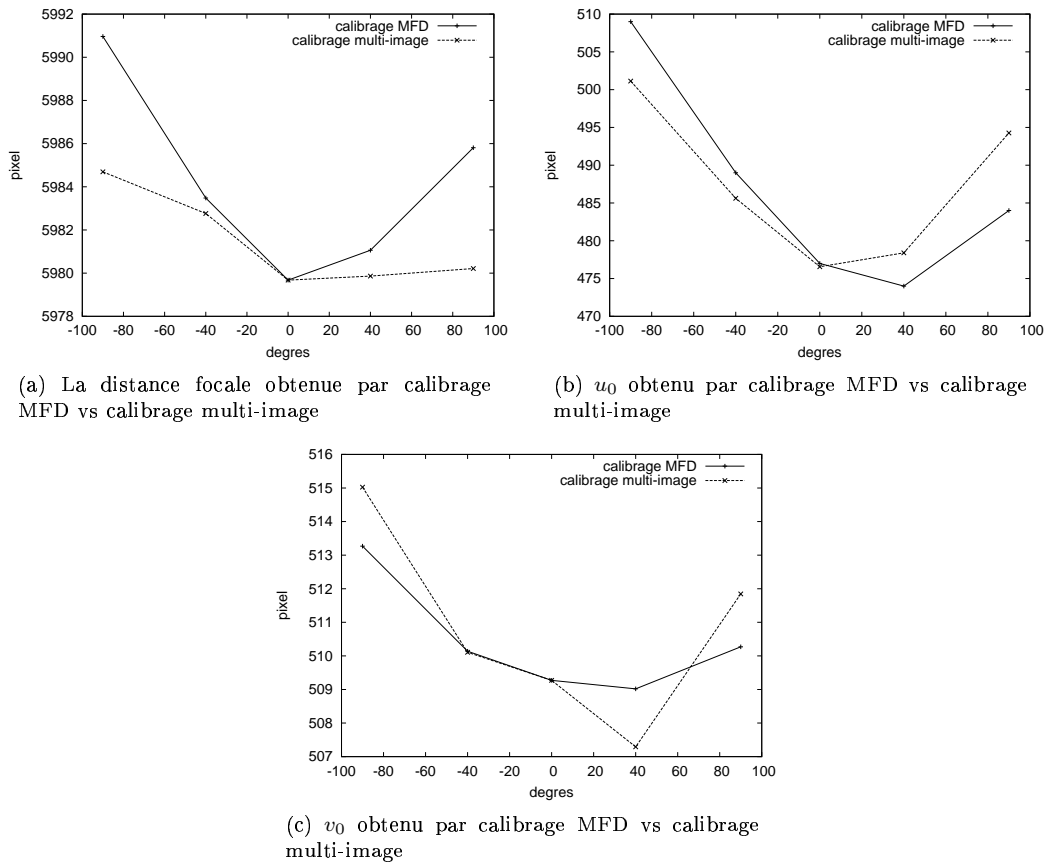 5992
5990
5988
5986
5984
5982
5980
5978
pixel
-100 -80 -60 -40 -20 0 20 40 60 80 100
degres
calibrage MFD
calibrage multi-image
(a) La distance focale obtenue par calibrage
MFD vs calibrage multi-image
510
505
500
495
490
485
480
475
470
pixel
-100 -80 -60 -40 -20 0 20 40 60 80 100
degres
calibrage MFD
calibrage multi-image
(b) u0 obtenu par calibrage MFD vs calibrage
multi-image
516
515
514
513
512
511
510
509
508
507
pixel
-100 -80 -60 -40 -20 0 20 40 60 80 100
degres
calibrage MFD
calibrage multi-image
(c) v0 obtenu par calibrage MFD vs calibrage
multi-image